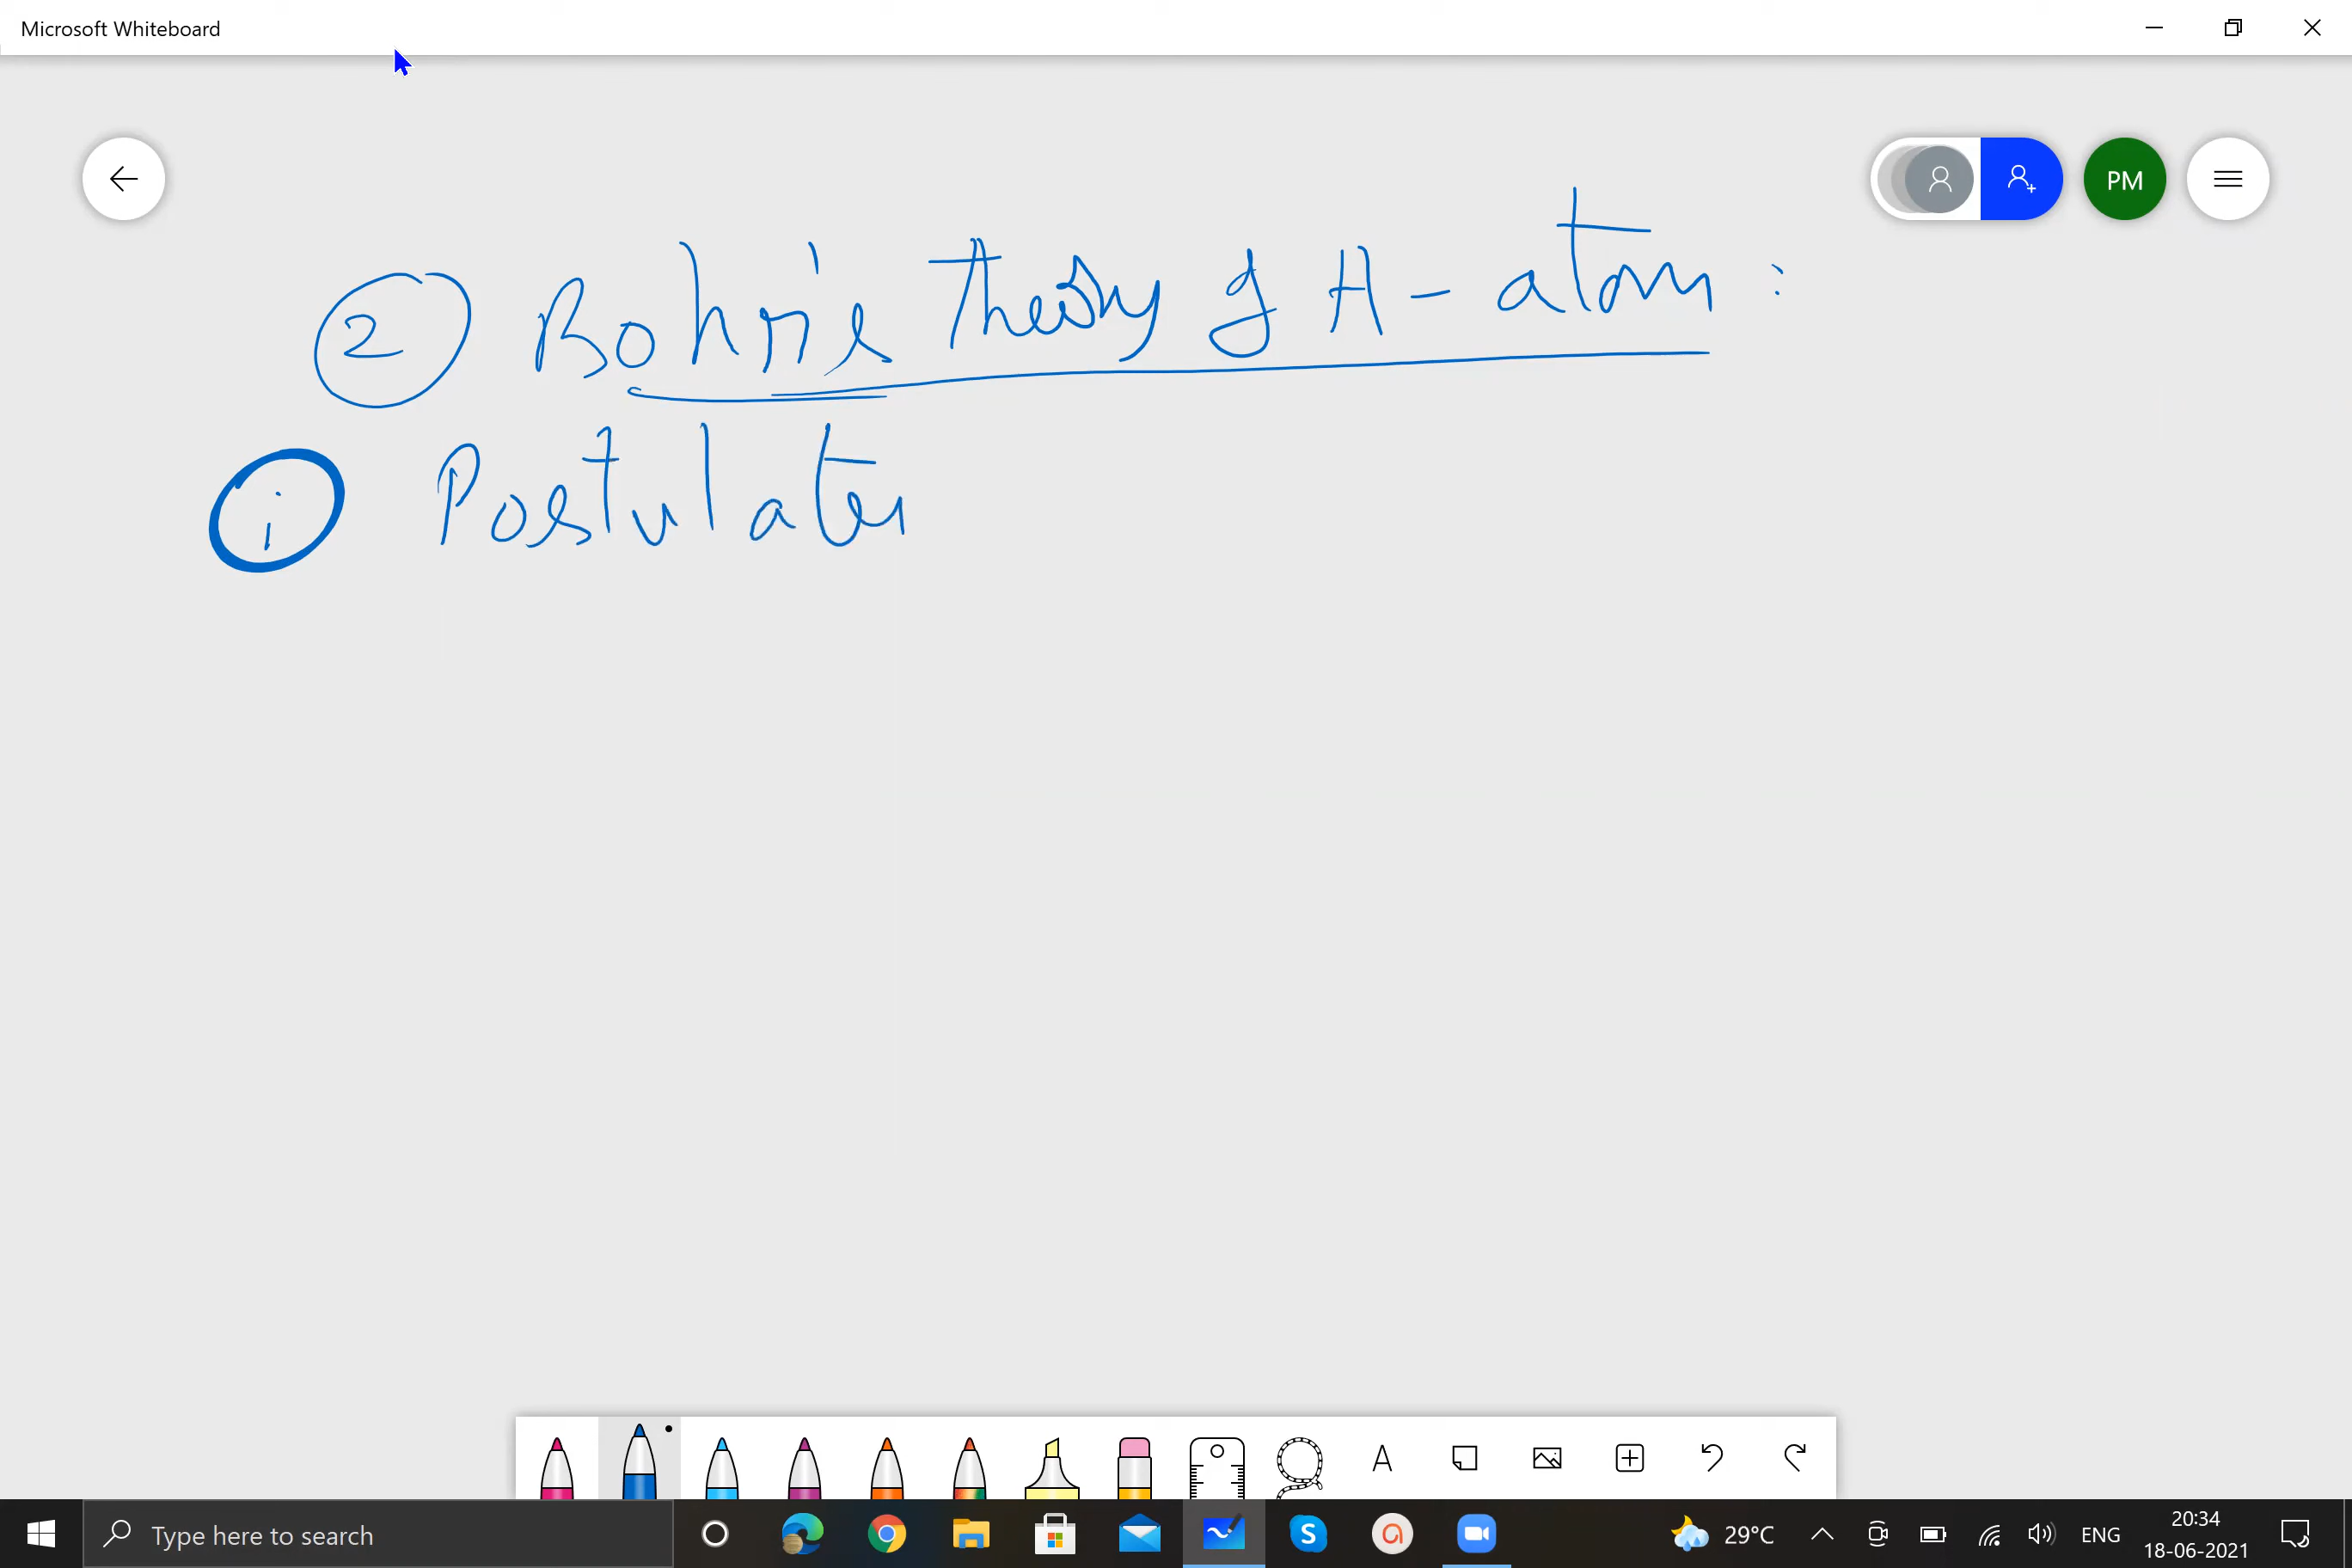 Microsoft Whiteboard
PM
2 Bohr's Theory of H - atom :
i Postulates
A
Type here to search
S
a
29°C
ENG
20:34
18-06-2021